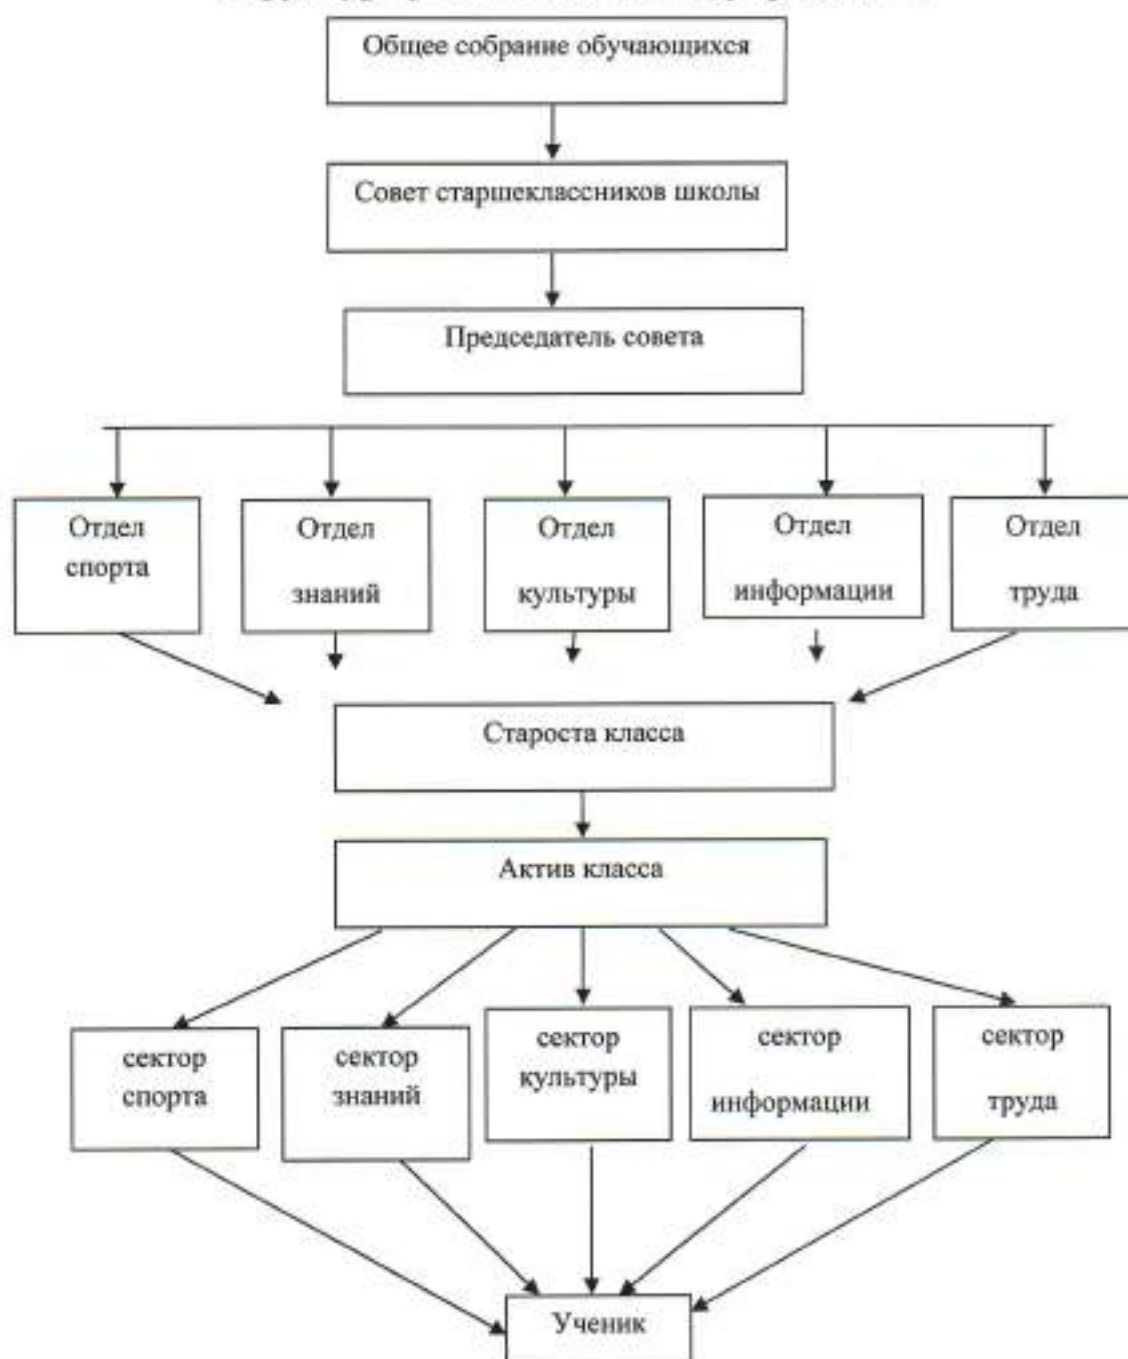 Общее собрание обучающихся
Совет старшеклассников школы
Председатель совета
Отдел
спорта
Отдел
знаний
Отдел
культуры
Отдел
информации
Отдел
труда
Староста класса
Актив класса
сектор
спорта
сектор
знаний
сектор
культуры
сектор
информации
сектор
труда
Ученик